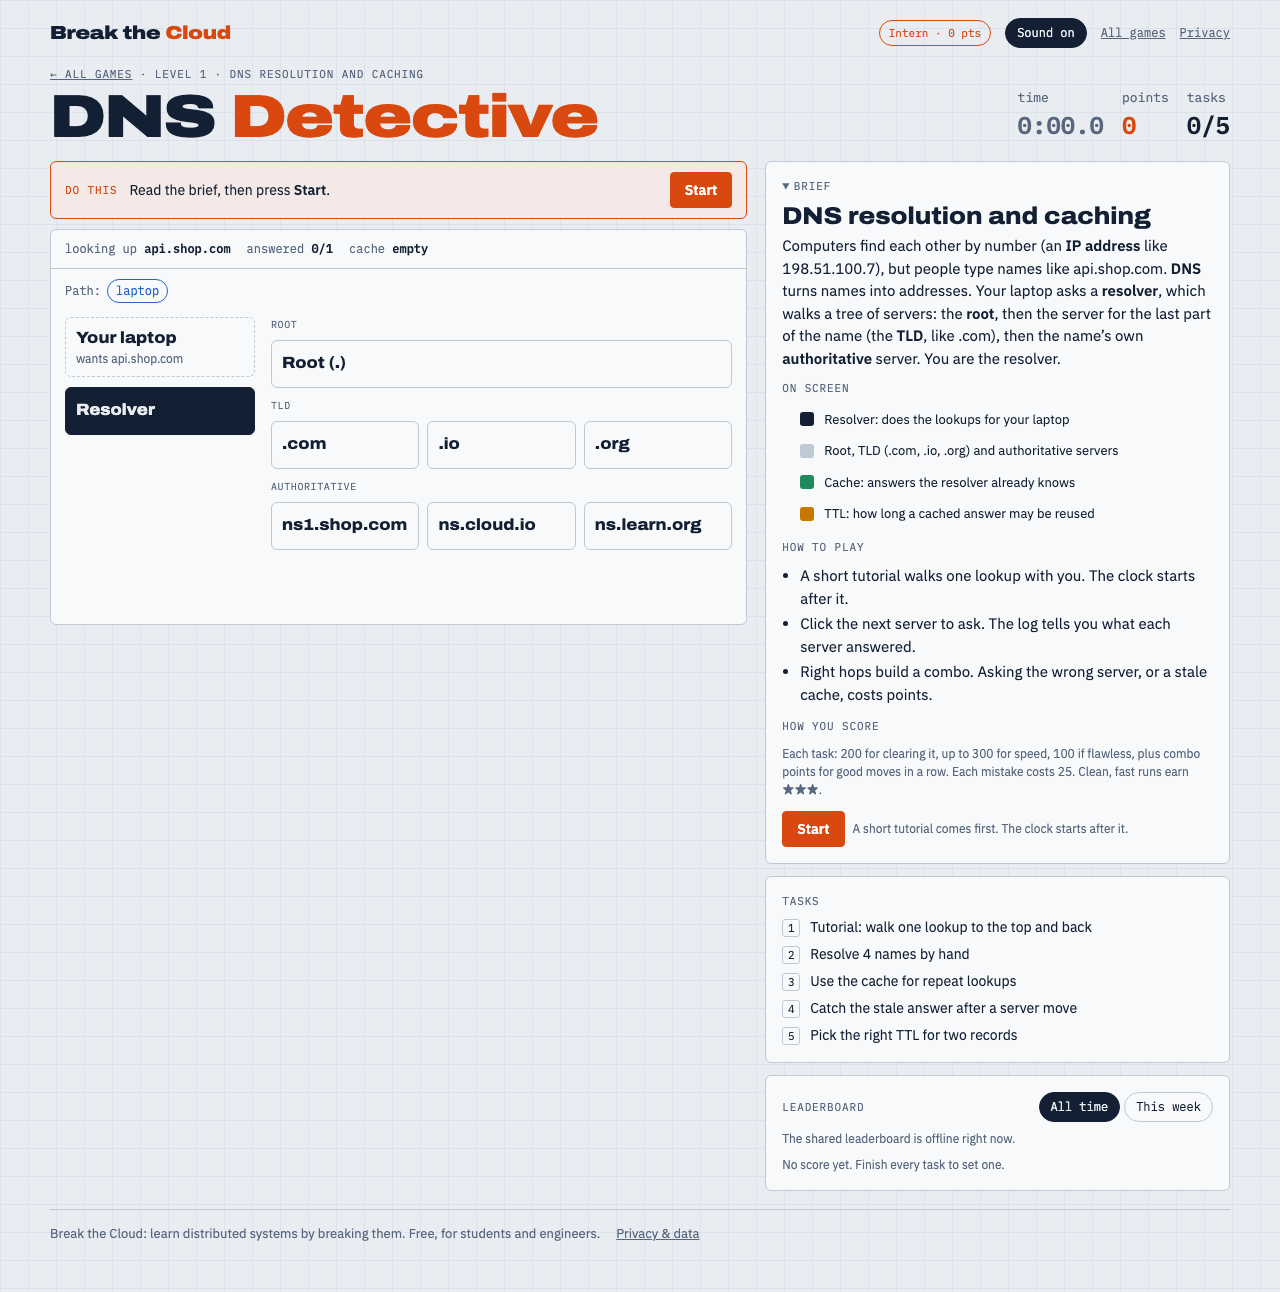 Break the Cloud
Intern · 0 pts
Sound on
All games
Privacy
← ALL GAMES · LEVEL 1 · DNS RESOLUTION AND CACHING
DNS Detective
time
0:00.0
points
0
tasks
0/5
DO THIS Read the brief, then press Start.
Start
looking up api.shop.com answered 0/1 cache empty
Path: laptop
Your laptop
wants api.shop.com
Resolver
ROOT
Root (.)
TLD
.com
.io
.org
AUTHORITATIVE
ns1.shop.com
ns.cloud.io
ns.learn.org
▼ BRIEF
DNS resolution and caching
Computers find each other by number (an IP address like
198.51.100.7), but people type names like api.shop.com. DNS
turns names into addresses. Your laptop asks a resolver, which
walks a tree of servers: the root, then the server for the last part
of the name (the TLD, like .com), then the name’s own
authoritative server. You are the resolver.
ON SCREEN
Resolver: does the lookups for your laptop
Root, TLD (.com, .io, .org) and authoritative servers
Cache: answers the resolver already knows
TTL: how long a cached answer may be reused
HOW TO PLAY
• A short tutorial walks one lookup with you. The clock starts
after it.
• Click the next server to ask. The log tells you what each
server answered.
• Right hops build a combo. Asking the wrong server, or a stale
cache, costs points.
HOW YOU SCORE
Each task: 200 for clearing it, up to 300 for speed, 100 if flawless, plus combo
points for good moves in a row. Each mistake costs 25. Clean, fast runs earn
★★★.
Start
A short tutorial comes first. The clock starts after it.
TASKS
1 Tutorial: walk one lookup to the top and back
2 Resolve 4 names by hand
3 Use the cache for repeat lookups
4 Catch the stale answer after a server move
5 Pick the right TTL for two records
LEADERBOARD
All time
This week
The shared leaderboard is offline right now.
No score yet. Finish every task to set one.
Break the Cloud: learn distributed systems by breaking them. Free, for students and engineers.
Privacy & data